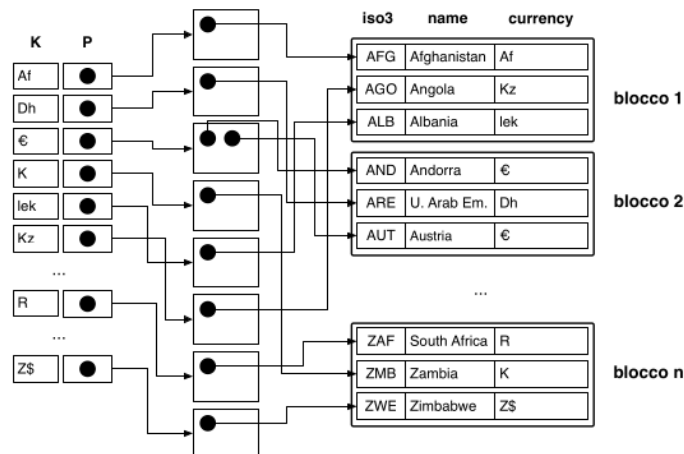 iso3 name currency
K P
AFG Afghanistan Af
Af
AGO Angola Kz
blocco 1
Dh
ALB Albania lek
€
AND Andorra €
K
ARE U. Arab Em. Dh
blocco 2
lek
AUT Austria €
Kz
...
...
R
ZAF South Africa R
...
ZMB Zambia K
blocco n
Z$
ZWE Zimbabwe Z$